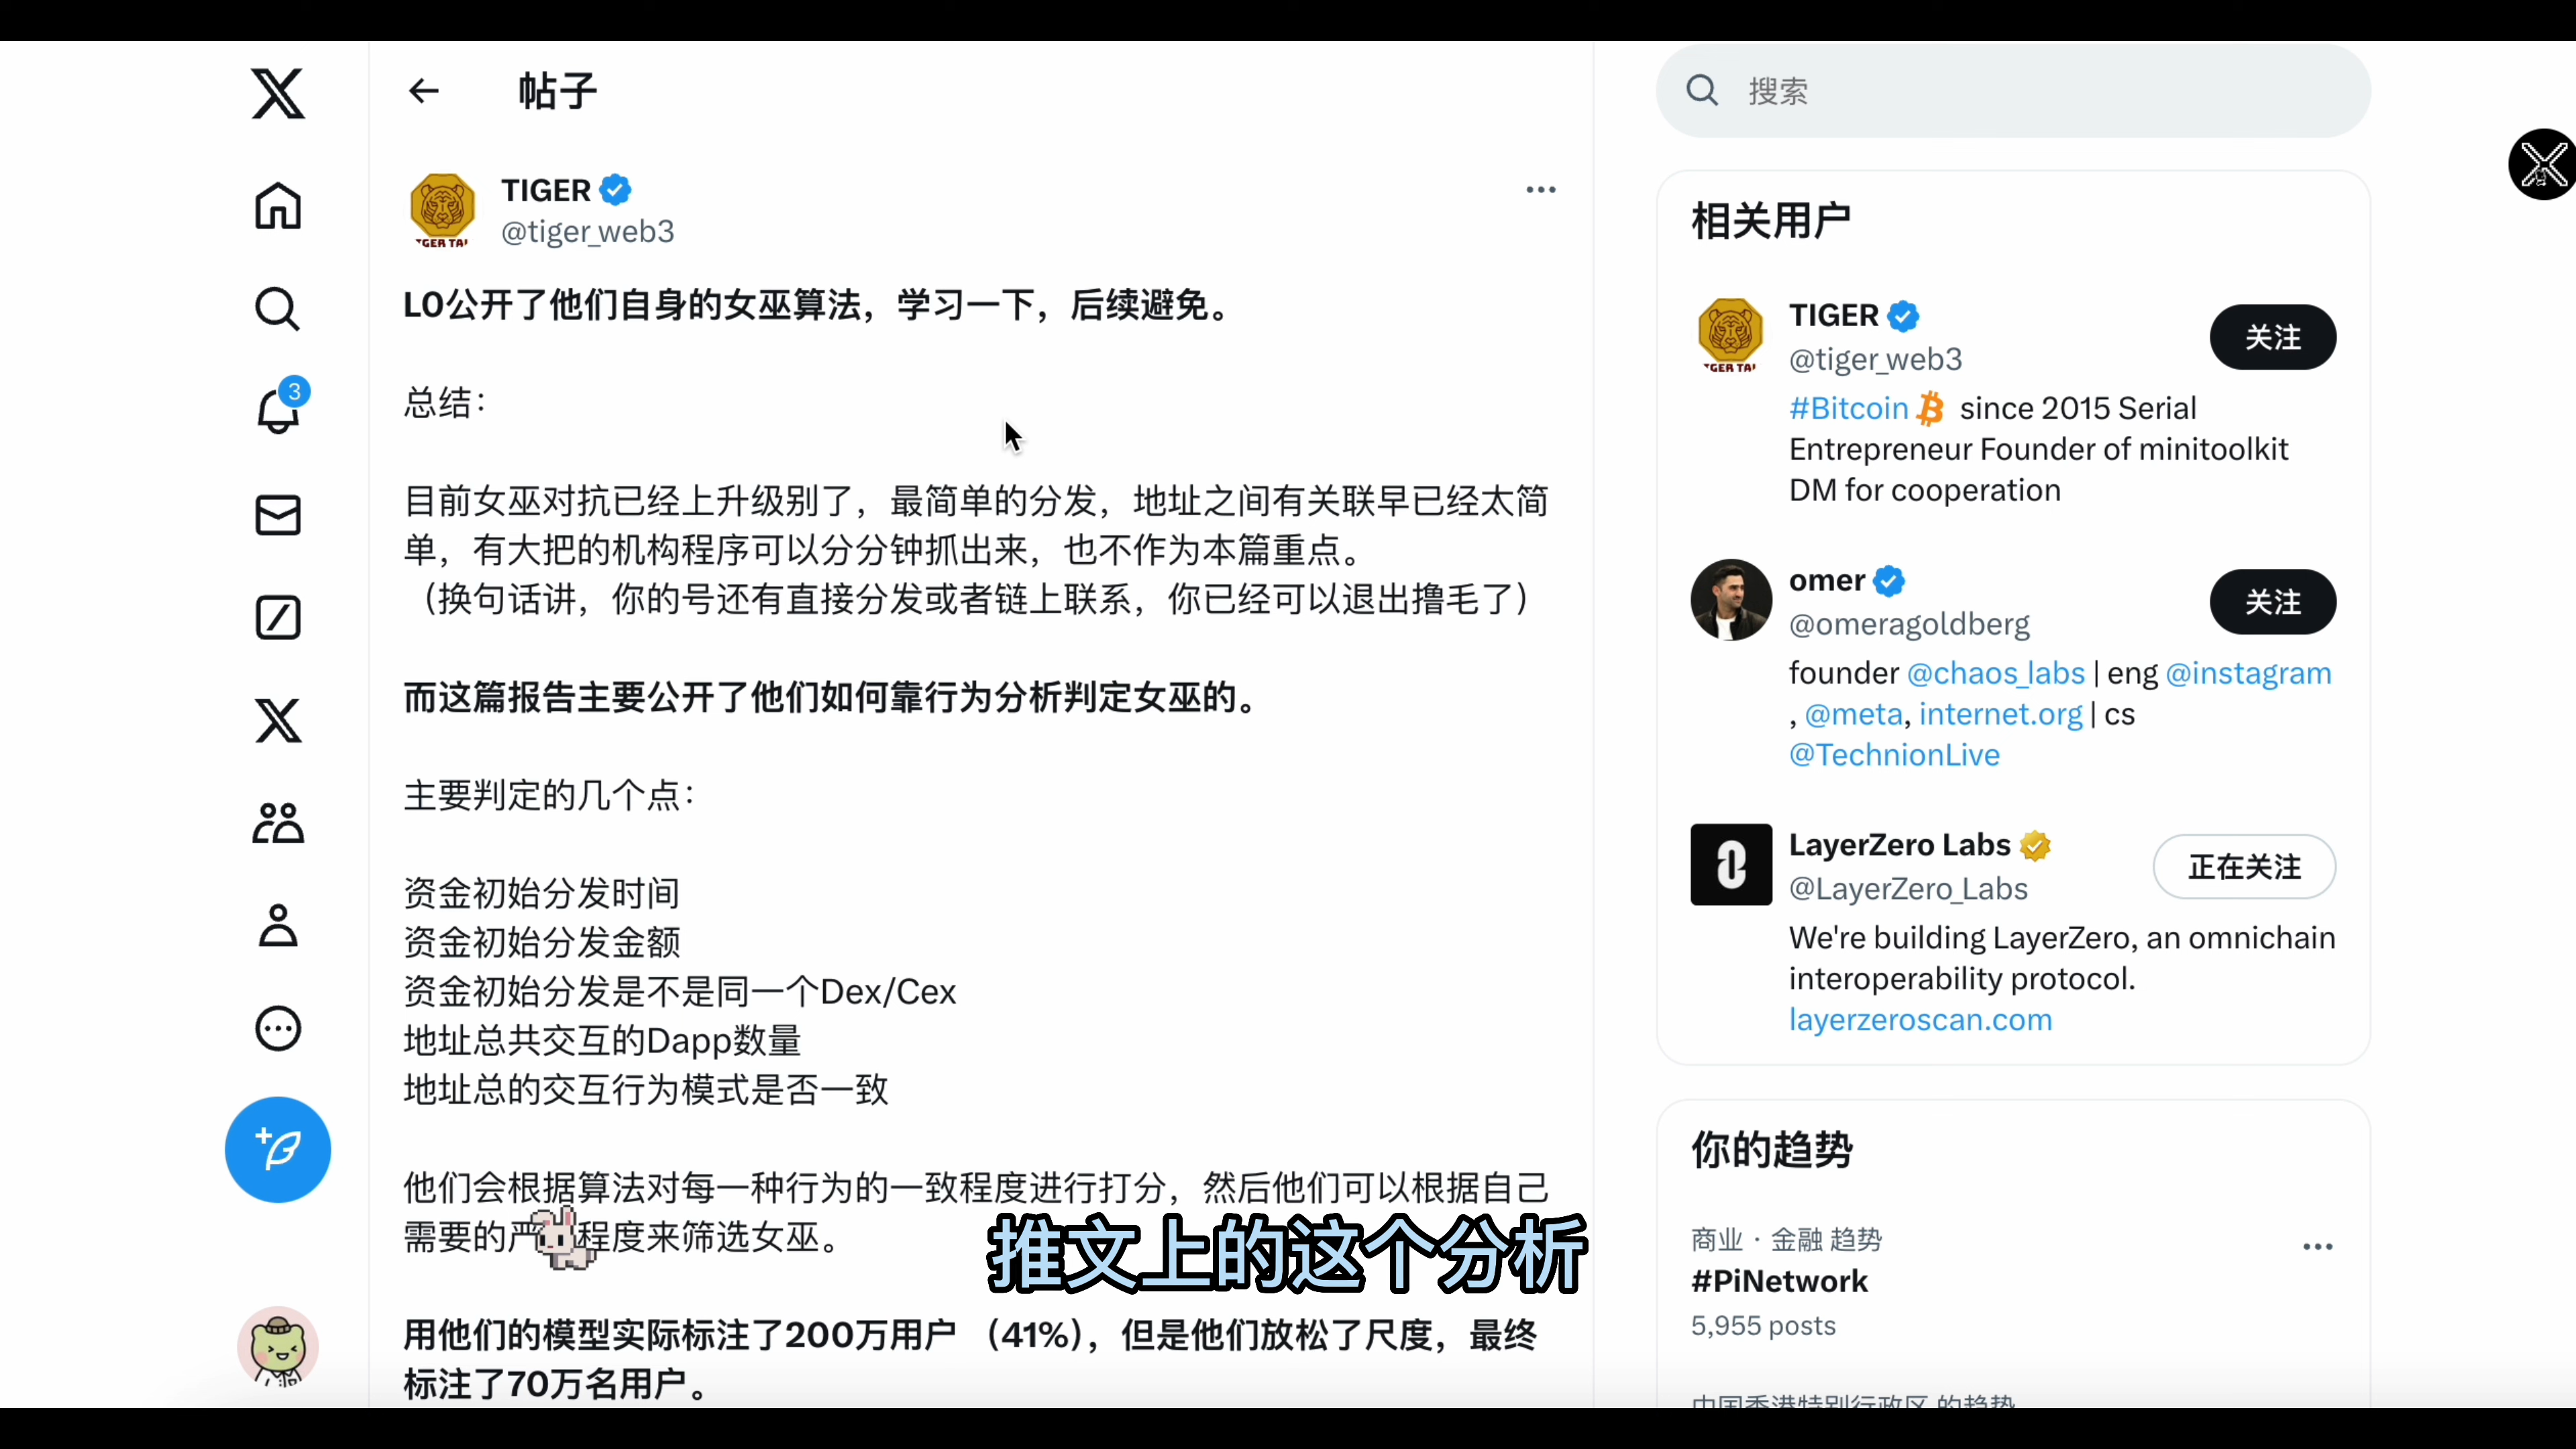 帖子
TIGER
@tiger_web3
L0公开了他们自身的女巫算法，学习一下，后续避免。
总结：
目前女巫对抗已经上升级别了，最简单的分发，地址之间有关联早已经太简
单，有大把的机构程序可以分分钟抓出来，也不作为本篇重点。
（换句话讲，你的号还有直接分发或者链上联系，你已经可以退出撸毛了）
而这篇报告主要公开了他们如何靠行为分析判定女巫的。
主要判定的几个点：
资金初始分发时间
资金初始分发金额
资金初始分发是不是同一个Dex/Cex
地址总共交互的Dapp数量
地址总的交互行为模式是否一致
他们会根据算法对每一种行为的一致程度进行打分，然后他们可以根据自己
需要的严 程度来筛选女巫。
用他们的模型实际标注了200万用户 （41%），但是他们放松了尺度，最终
标注了70万名用户。
推文上的这个分析
3
搜索
相关用户
TIGER
@tiger_web3
关注
#Bitcoin since 2015 Serial
Entrepreneur Founder of minitoolkit
DM for cooperation
omer
@omeragoldberg
关注
founder @chaos_labs | eng @instagram
, @meta, internet.org | cs
@TechnionLive
LayerZero Labs
@LayerZero_Labs
正在关注
We're building LayerZero, an omnichain
interoperability protocol.
layerzeroscan.com
你的趋势
商业 · 金融 趋势
#PiNetwork
5,955 posts
中国香港特别行政区 的趋势